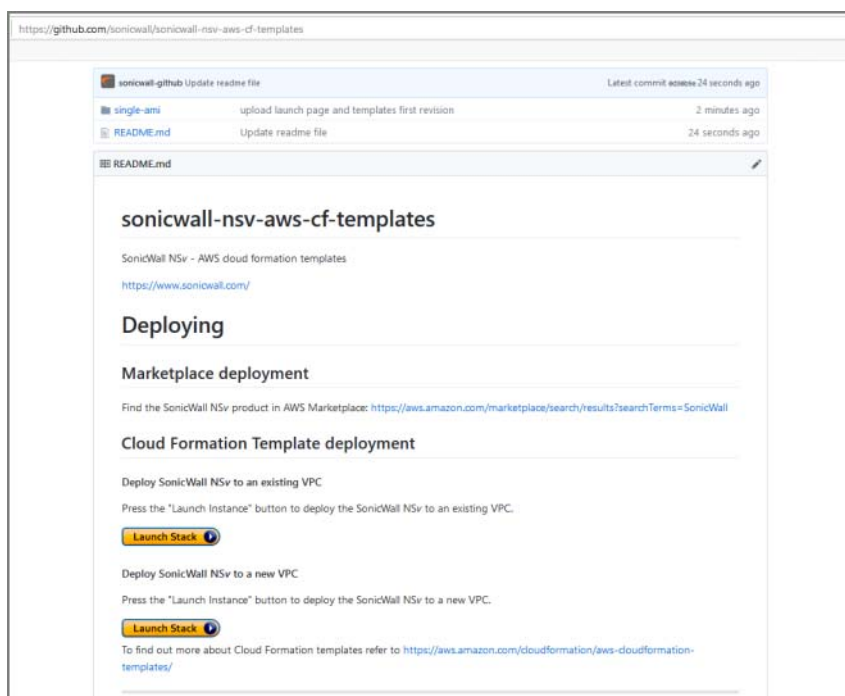 https://github.com/sonicwall/sonicwall-nsv-aws-cf-templates
sonicwall-github Update readme file Latest commit 24 seconds ago
single-ami upload launch page and templates first revision 2 minutes ago
README.md Update readme file 24 seconds ago
README.md
sonicwall-nsv-aws-cf-templates
SonicWall NSv - AWS cloud formation templates
https://www.sonicwall.com/
Deploying
Marketplace deployment
Find the SonicWall NSv product in AWS Marketplace: https://aws.amazon.com/marketplace/search/results?searchTerms=SonicWall
Cloud Formation Template deployment
Deploy SonicWall NSv to an existing VPC
Press the "Launch Instance" button to deploy the SonicWall NSv to an existing VPC.
Launch Stack
Deploy SonicWall NSv to a new VPC
Press the "Launch Instance" button to deploy the SonicWall NSv to a new VPC.
Launch Stack
To find out more about Cloud Formation templates refer to https://aws.amazon.com/cloudformation/aws-cloudformation-
templates/